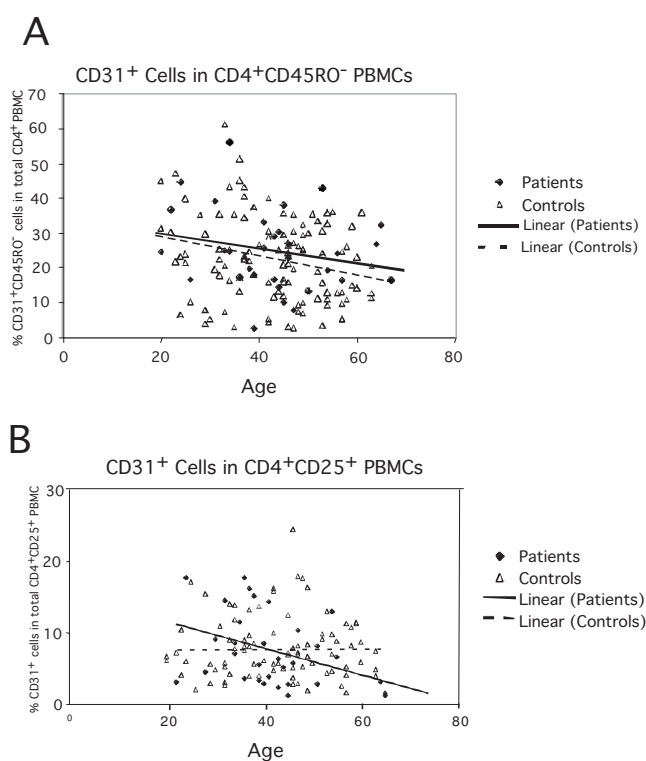 A
CD31+ Cells in CD4+CD45RO- PBMCs
% CD31+CD45RO- cells in total CD4+PBMC
70
60
50
40
30
20
10
0
0 20 40 60 80
Age
Patients
Controls
Linear (Patients)
Linear (Controls)
B
CD31+ Cells in CD4+CD25+ PBMCs
% CD31+ cells in total CD4+CD25+ PBMC
30
20
10
0
0 20 40 60 80
Age
Patients
Controls
Linear (Patients)
Linear (Controls)